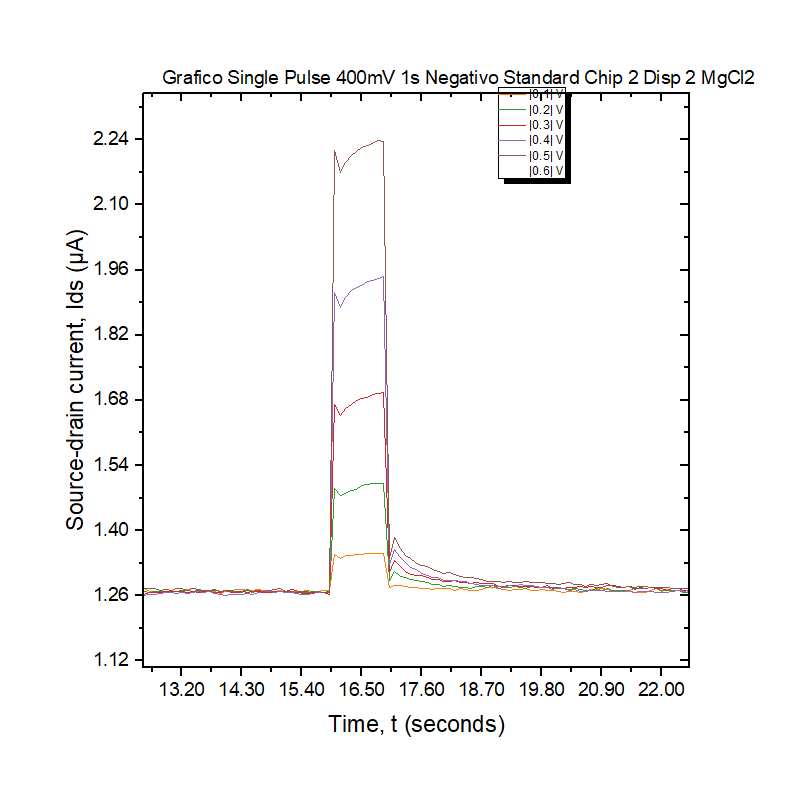 Grafico Single Pulse 400mV 1s Negativo Standard Chip 2 Disp 2 MgCl2
|0.1| V
|0.2| V
|0.3| V
|0.4| V
|0.5| V
|0.6| V
2.24
2.10
1.96
1.82
1.68
1.54
1.40
1.26
1.12
Source-drain current, Ids (µA)
13.20 14.30 15.40 16.50 17.60 18.70 19.80 20.90 22.00
Time, t (seconds)